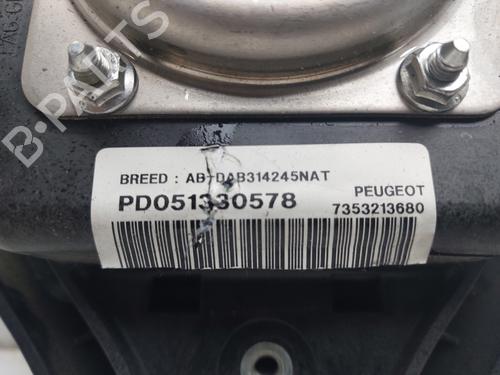 B-PARTS
BREED : AB-DAB314245NAT
PEUGEOT
PD051330578
7353213680